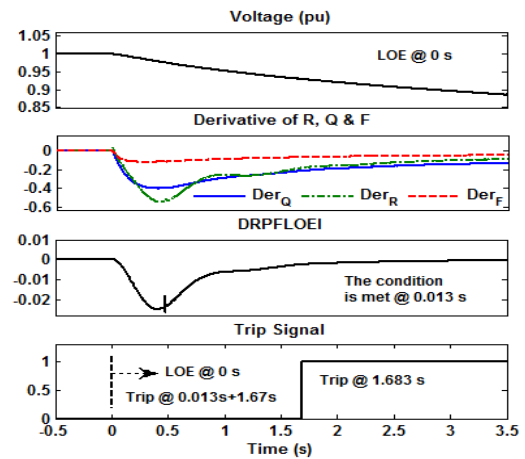 Voltage (pu)
1.05
1
0.95
0.9
0.85
LOE @ 0 s
Derivative of R, Q & F
0
-0.2
-0.4
-0.6
DerQ DerR DerF
DRPFLOEI
0.01
0
-0.01
-0.02
The condition
is met @ 0.013 s
Trip Signal
1
0.5
0
LOE @ 0 s
Trip @ 0.013s+1.67s
Trip @ 1.683 s
-0.5 0 0.5 1 1.5 2 2.5 3 3.5
Time (s)